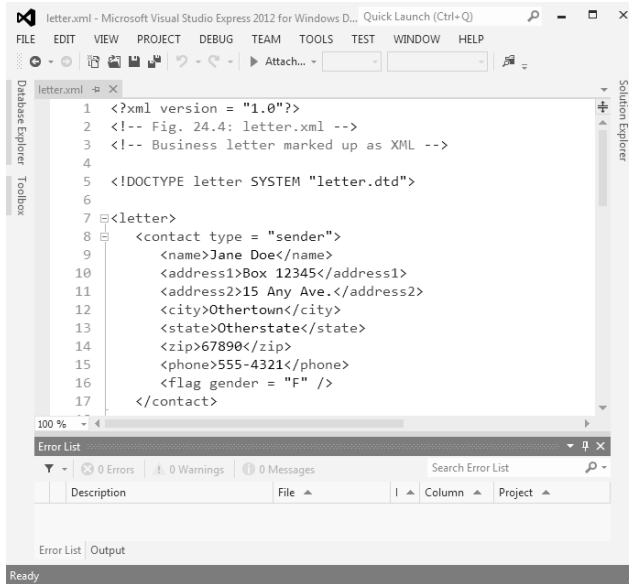 letter.xml - Microsoft Visual Studio Express 2012 for Windows D... Quick Launch (Ctrl+Q)
FILE EDIT VIEW PROJECT DEBUG TEAM TOOLS TEST WINDOW HELP
Attach...
Database Explorer
Toolbox
Solution Explorer
letter.xml
1 <?xml version = "1.0"?>
2 <!-- Fig. 24.4: letter.xml -->
3 <!-- Business letter marked up as XML -->
4
5 <!DOCTYPE letter SYSTEM "letter.dtd">
6
7 <letter>
8 <contact type = "sender">
9 <name>Jane Doe</name>
10 <address1>Box 12345</address1>
11 <address2>15 Any Ave.</address2>
12 <city>Othertown</city>
13 <state>Otherstate</state>
14 <zip>67890</zip>
15 <phone>555-4321</phone>
16 <flag gender = "F" />
17 </contact>
100 %
Error List
0 Errors 0 Warnings 0 Messages Search Error List
Description File Column Project
Error List Output
Ready